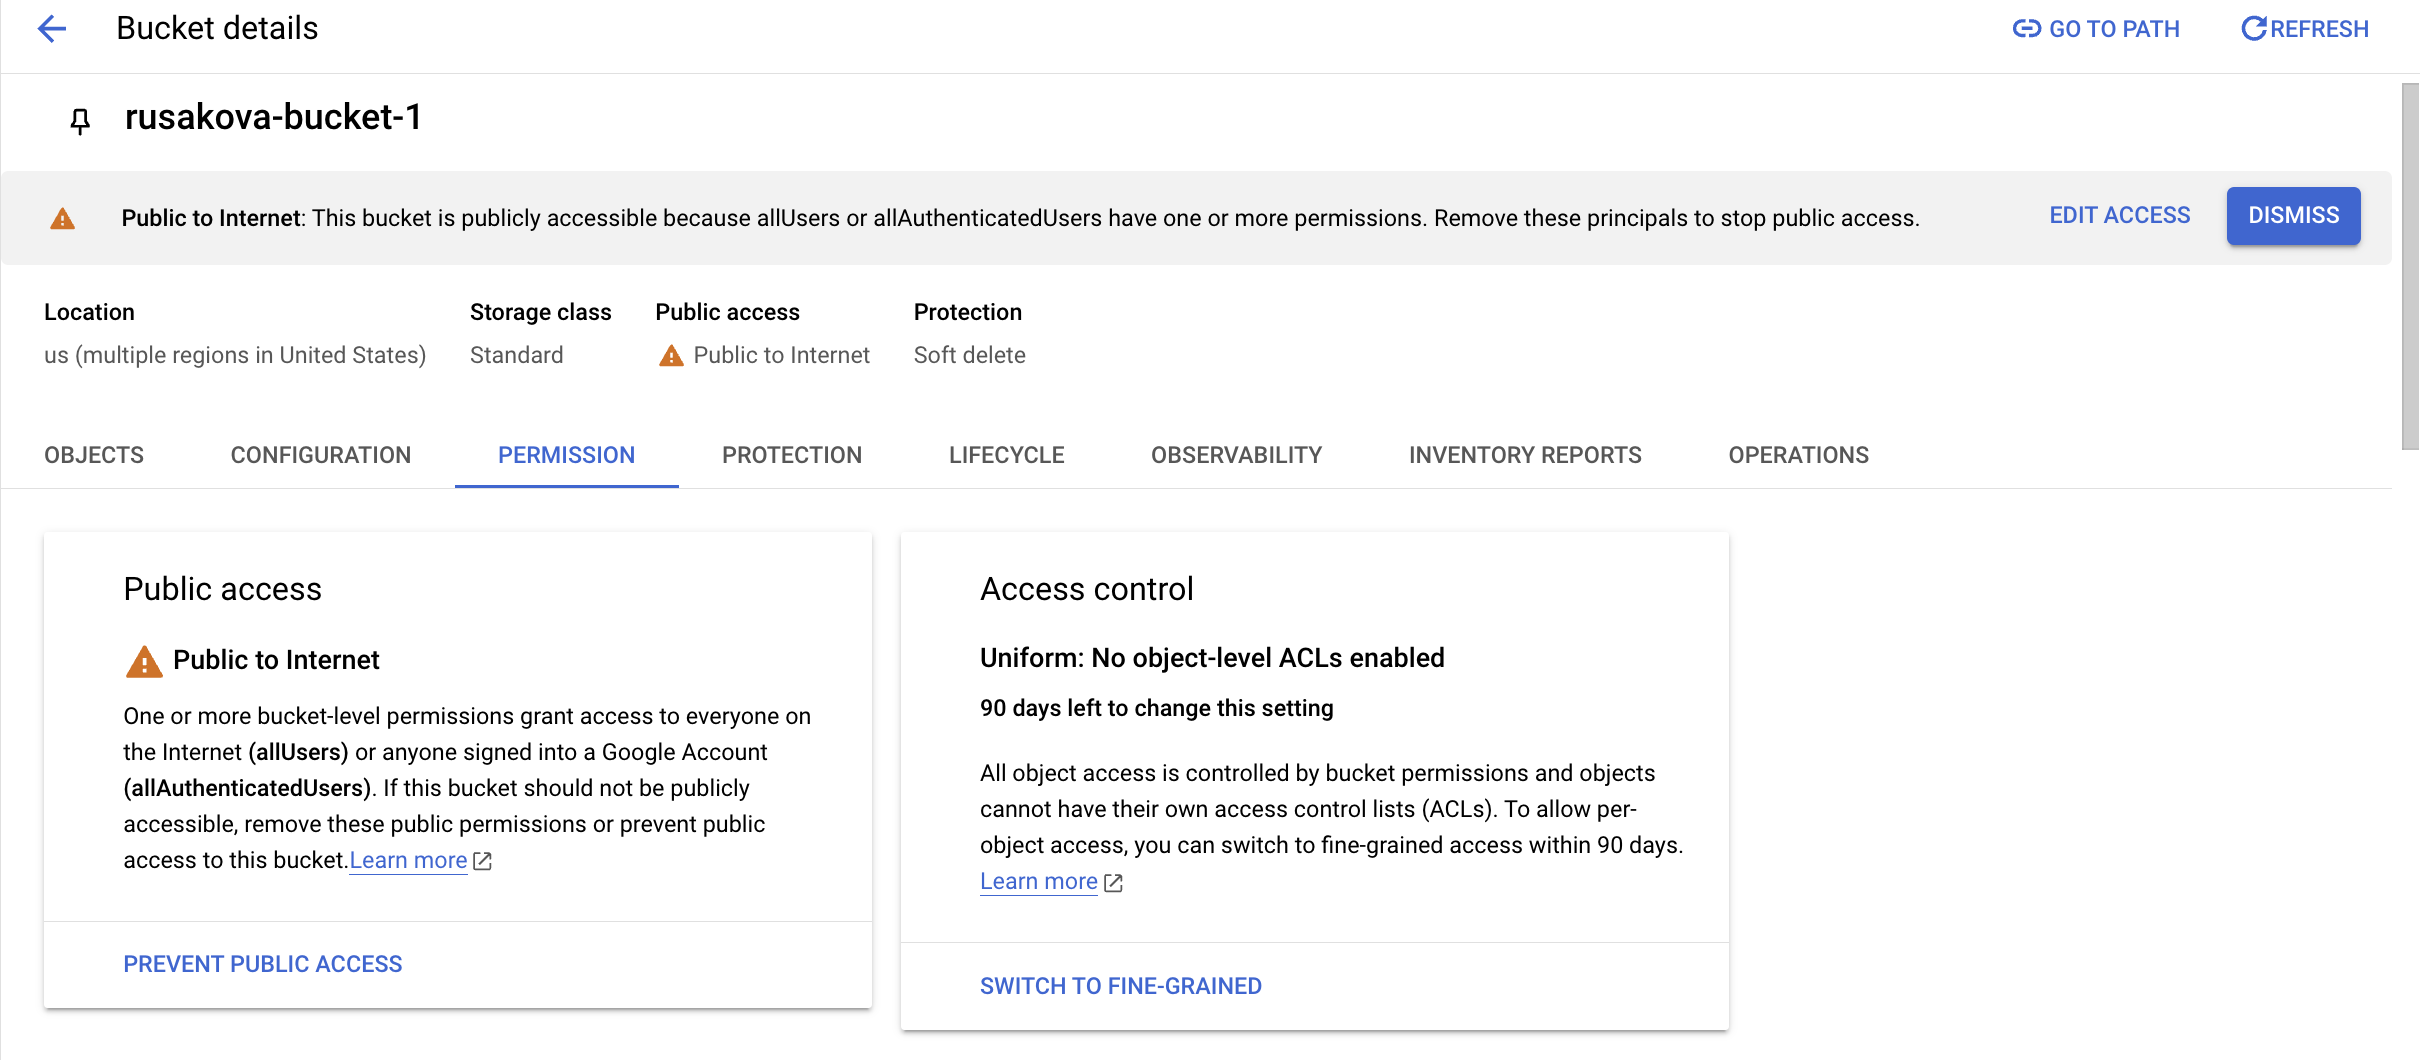 Bucket details
GO TO PATH
REFRESH
rusakova-bucket-1
Public to Internet: This bucket is publicly accessible because allUsers or allAuthenticatedUsers have one or more permissions. Remove these principals to stop public access.
EDIT ACCESS
DISMISS
Location
Storage class
Public access
Protection
us (multiple regions in United States)
Standard
Public to Internet
Soft delete
OBJECTS
CONFIGURATION
PERMISSION
PROTECTION
LIFECYCLE
OBSERVABILITY
INVENTORY REPORTS
OPERATIONS
Public access
Public to Internet
One or more bucket-level permissions grant access to everyone on
the Internet (allUsers) or anyone signed into a Google Account
(allAuthenticatedUsers). If this bucket should not be publicly
accessible, remove these public permissions or prevent public
access to this bucket.Learn more
PREVENT PUBLIC ACCESS
Access control
Uniform: No object-level ACLs enabled
90 days left to change this setting
All object access is controlled by bucket permissions and objects
cannot have their own access control lists (ACLs). To allow per-
object access, you can switch to fine-grained access within 90 days.
Learn more
SWITCH TO FINE-GRAINED